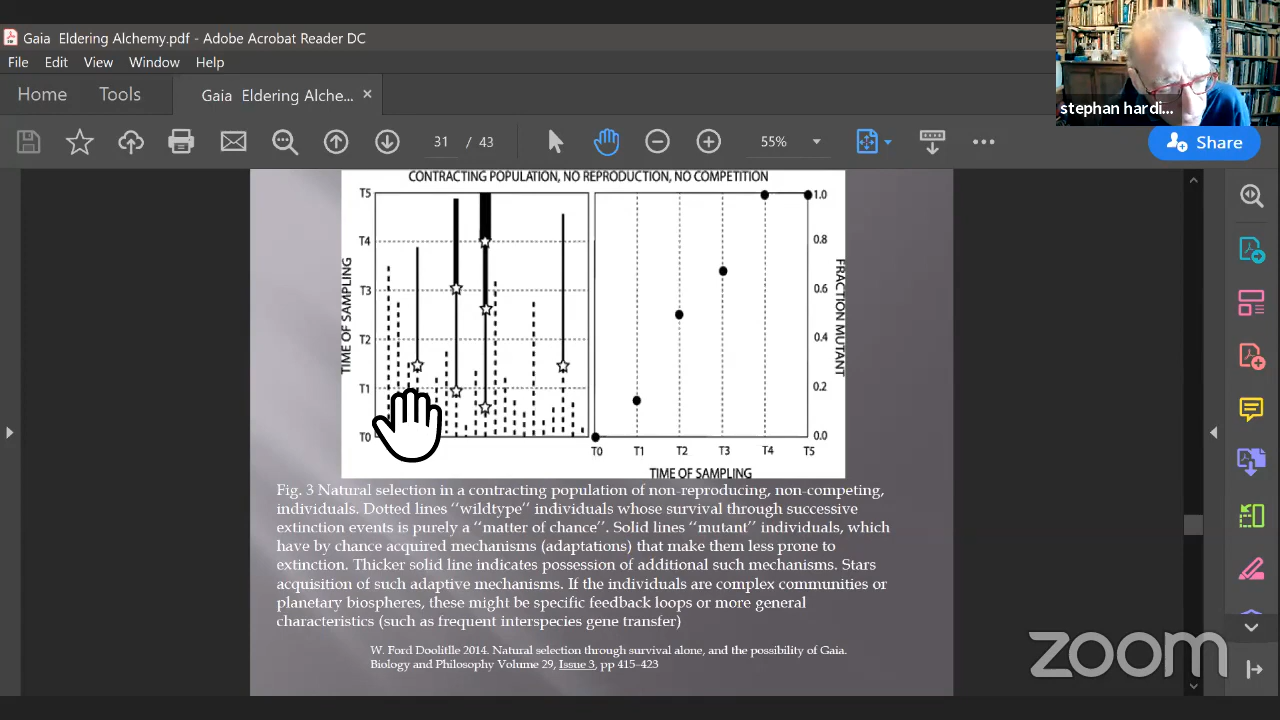 Gaia Eldering Alchemy.pdf - Adobe Acrobat Reader DC
File Edit View Window Help
Home Tools Gaia Eldering Alche... ×
31 / 43 55%
Share
stephan hardi...
CONTRACTING POPULATION, NO REPRODUCTION, NO COMPETITION
T5
T4
T3
T2
T1
T0
TIME OF SAMPLING
1.0
0.8
0.6
0.4
0.2
0.0
FRACTION MUTANT
T0 T1 T2 T3 T4 T5
TIME OF SAMPLING
Fig. 3 Natural selection in a contracting population of non-reproducing, non-competing,
individuals. Dotted lines ‘‘wildtype’’ individuals whose survival through successive
extinction events is purely a ‘‘matter of chance’’. Solid lines ‘‘mutant’’ individuals, which
have by chance acquired mechanisms (adaptations) that make them less prone to
extinction. Thicker solid line indicates possession of additional such mechanisms. Stars
acquisition of such adaptive mechanisms. If the individuals are complex communities or
planetary biospheres, these might be specific feedback loops or more general
characteristics (such as frequent interspecies gene transfer)
W. Ford Doolitlle 2014. Natural selection through survival alone, and the possibility of Gaia.
Biology and Philosophy Volume 29, Issue 3, pp 415-423
zoom